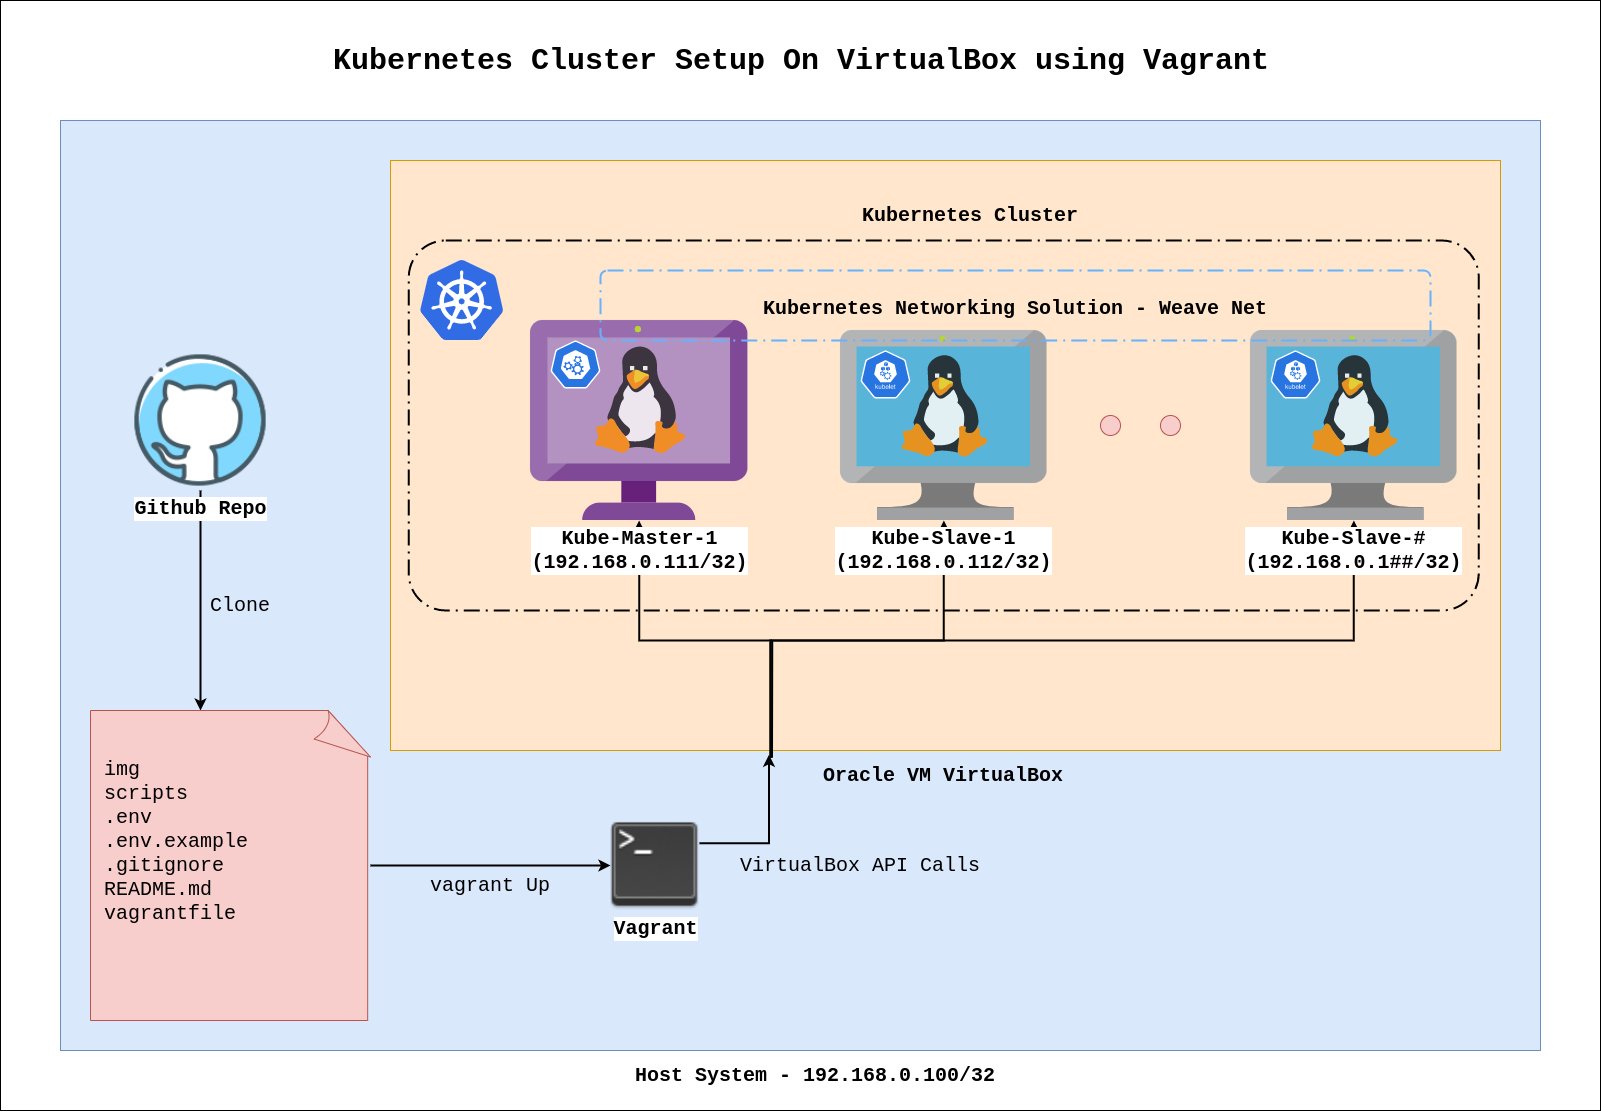 Kubernetes Cluster Setup On VirtualBox using Vagrant
Kubernetes Cluster
Kubernetes Networking Solution - Weave Net
kubelet
kubelet
Kube-Master-1
(192.168.0.111/32)
Kube-Slave-1
(192.168.0.112/32)
Kube-Slave-#
(192.168.0.1##/32)
Github Repo
Clone
img
scripts
.env
.env.example
.gitignore
README.md
vagrantfile
vagrant Up
>_
Vagrant
VirtualBox API Calls
Oracle VM VirtualBox
Host System - 192.168.0.100/32